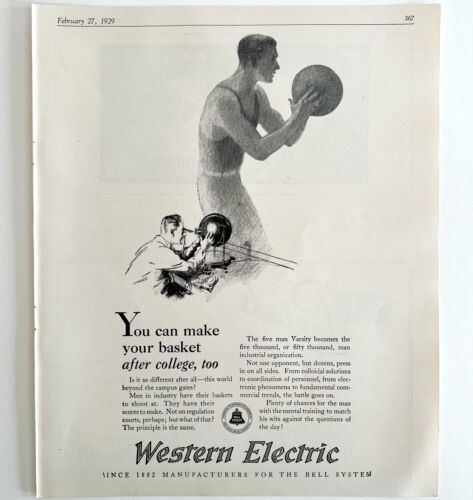 February 27, 1929
367
You can make
your basket
after college, too
Is it so different after all—this world
beyond the campus gates?
Men in industry have their baskets
to shoot at. They have their
scores to make. Not on regulation
courts, perhaps; but what of that?
The principle is the same.
The five man Varsity becomes the
five thousand, or fifty thousand, man
industrial organization.
Not one opponent, but dozens, press
in on all sides. From colloidal solutions
to coordination of personnel, from elec-
tronic phenomena to fundamental com-
mercial trends, the battle goes on.
Plenty of chances for the man
with the mental training to match
his wits against the questions of
the day!
Western Electric
SINCE 1882 MANUFACTURERS FOR THE BELL SYSTEM